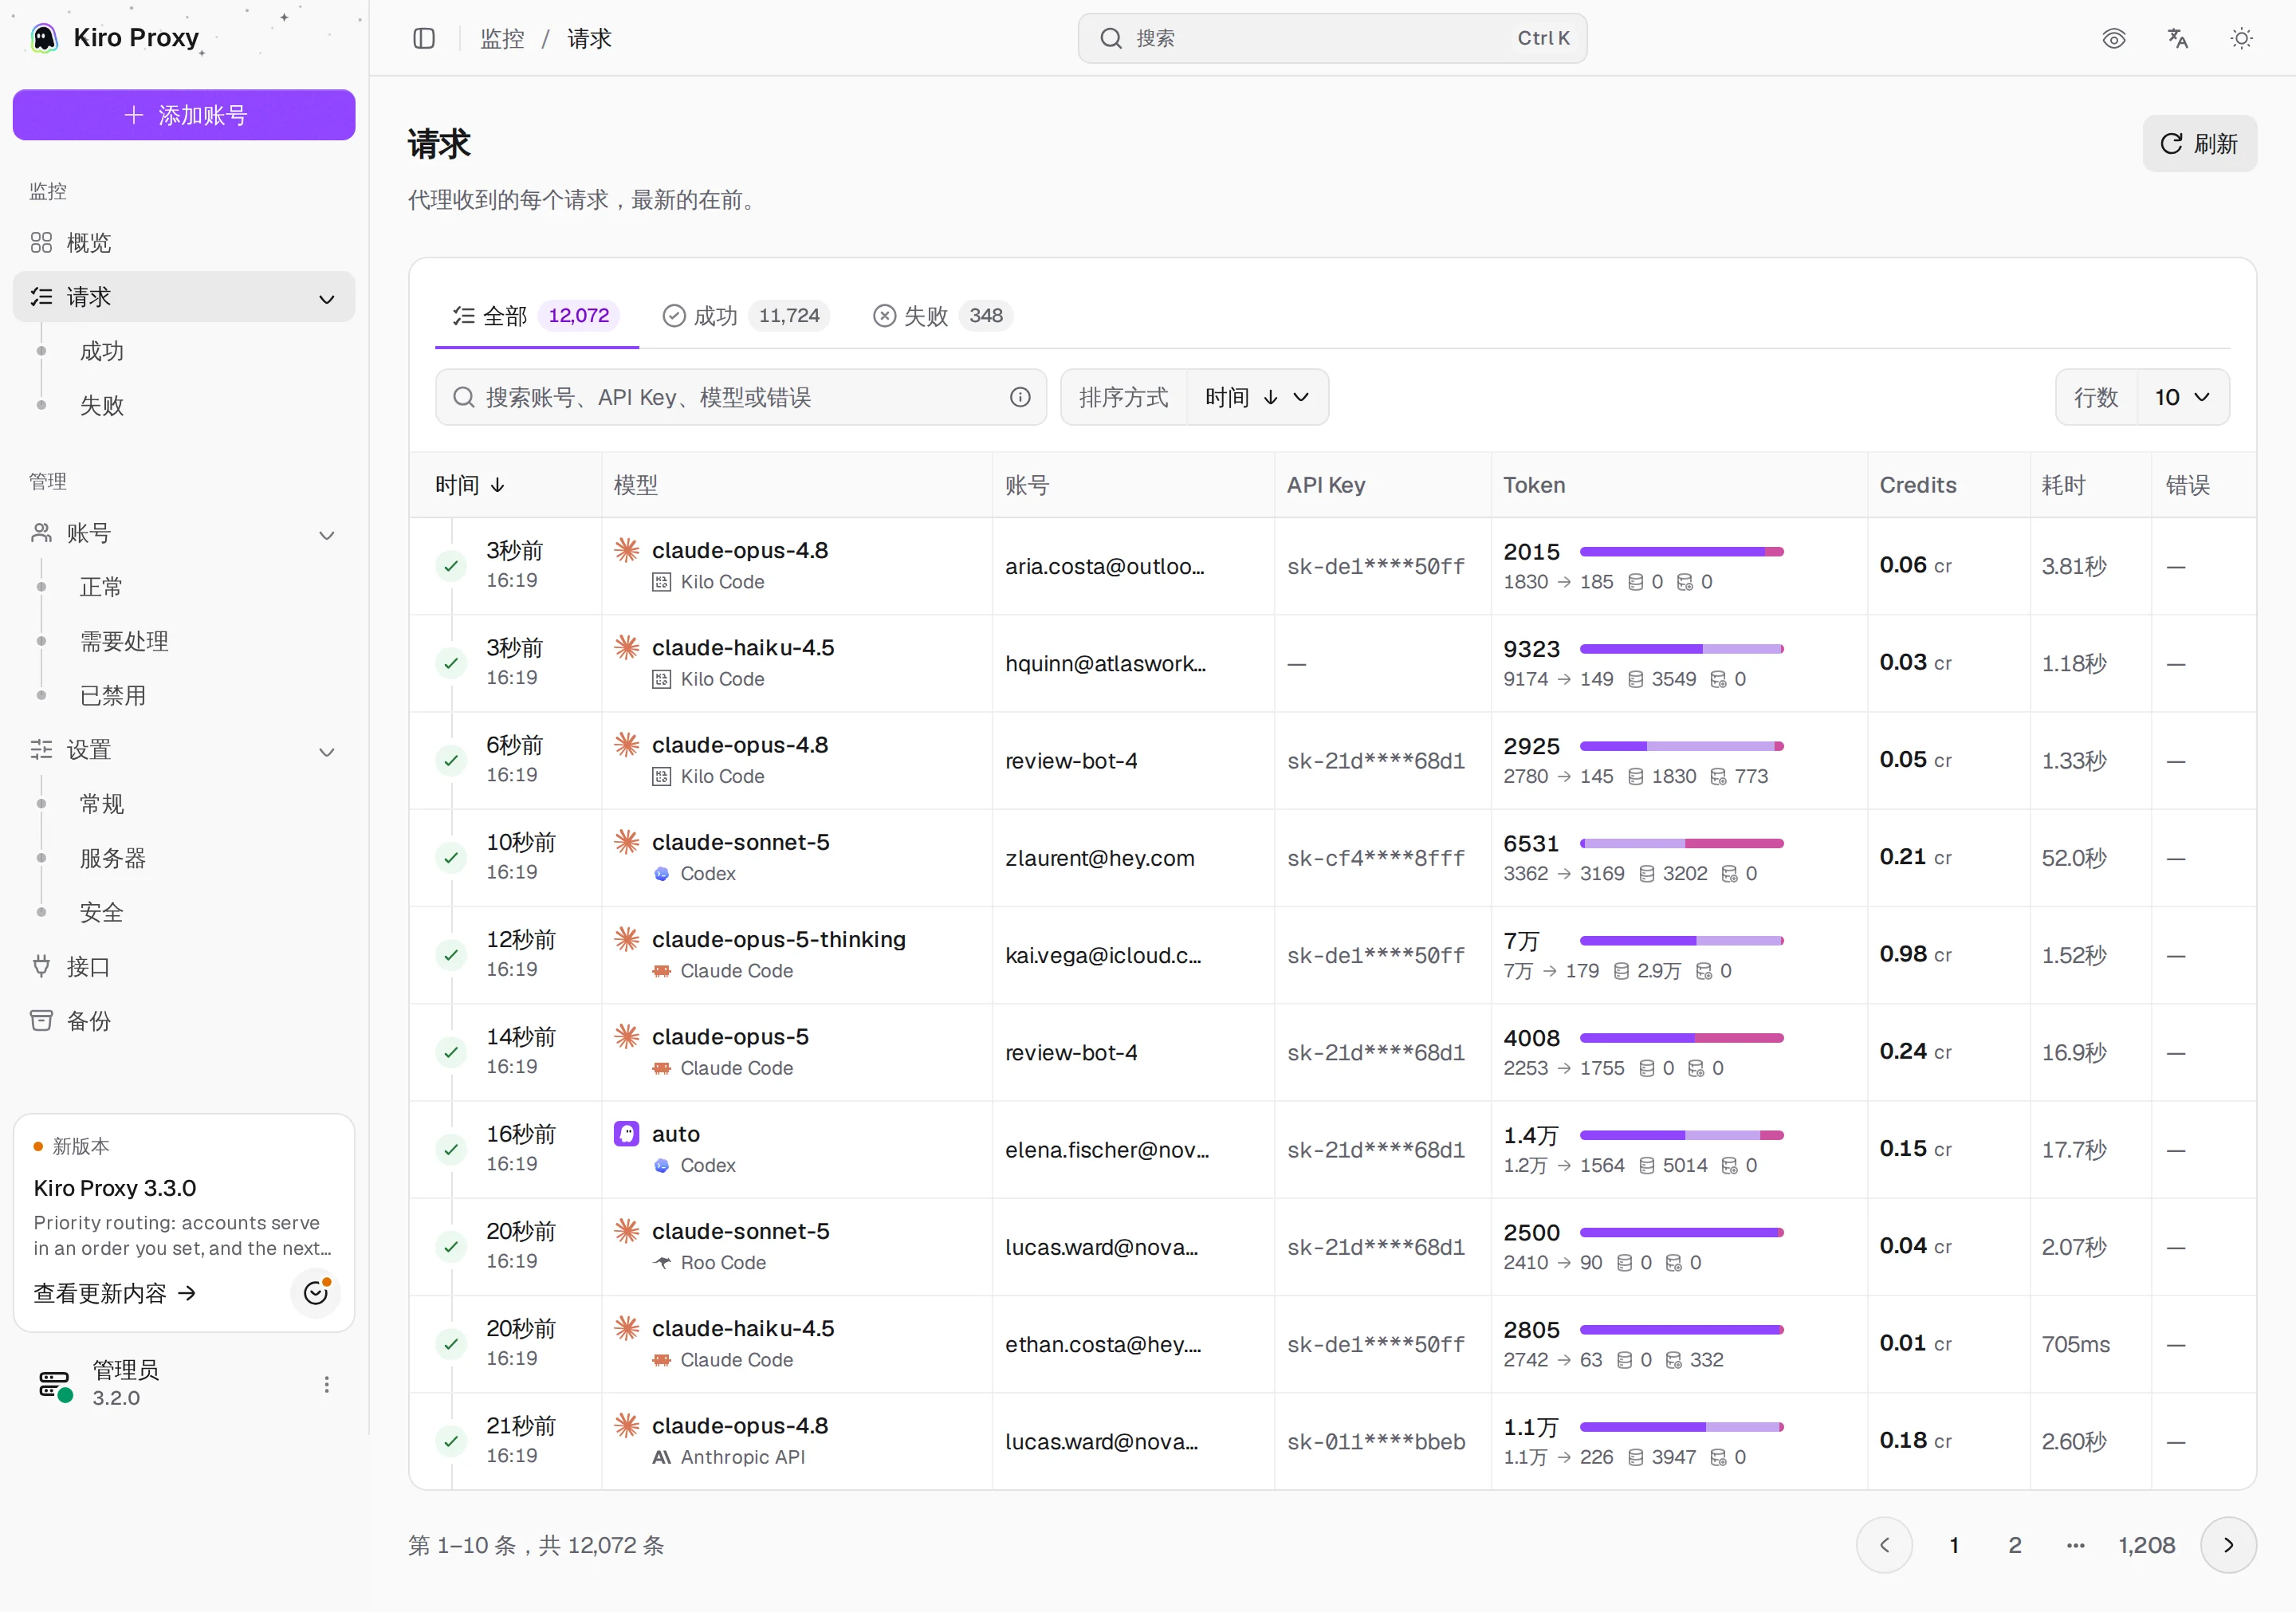 Kiro Proxy
添加账号
监控
概览
请求
成功
失败
管理
账号
正常
需要处理
已禁用
设置
常规
服务器
安全
接口
备份
新版本
Kiro Proxy 3.3.0
Priority routing: accounts serve
in an order you set, and the next...
查看更新内容 →
管理员
3.2.0
监控 / 请求
搜索 Ctrl K
请求
刷新
代理收到的每个请求，最新的在前。
全部 12,072 成功 11,724 失败 348
搜索账号、API Key、模型或错误 排序方式 时间 ↓ 行数 10
时间 ↓ 模型 账号 API Key Token Credits 耗时 错误
3秒前 claude-opus-4.8 aria.costa@outloo... sk-de1****50ff 2015 0.06 cr 3.81秒 —
16:19 Kilo Code 1830 → 185 0 0
3秒前 claude-haiku-4.5 hquinn@atlaswork... — 9323 0.03 cr 1.18秒 —
16:19 Kilo Code 9174 → 149 3549 0
6秒前 claude-opus-4.8 review-bot-4 sk-21d****68d1 2925 0.05 cr 1.33秒 —
16:19 Kilo Code 2780 → 145 1830 773
10秒前 claude-sonnet-5 zlaurent@hey.com sk-cf4****8fff 6531 0.21 cr 52.0秒 —
16:19 Codex 3362 → 3169 3202 0
12秒前 claude-opus-5-thinking kai.vega@icloud.c... sk-de1****50ff 7万 0.98 cr 1.52秒 —
16:19 Claude Code 7万 → 179 2.9万 0
14秒前 claude-opus-5 review-bot-4 sk-21d****68d1 4008 0.24 cr 16.9秒 —
16:19 Claude Code 2253 → 1755 0 0
16秒前 auto elena.fischer@nov... sk-21d****68d1 1.4万 0.15 cr 17.7秒 —
16:19 Codex 1.2万 → 1564 5014 0
20秒前 claude-sonnet-5 lucas.ward@nova... sk-21d****68d1 2500 0.04 cr 2.07秒 —
16:19 Roo Code 2410 → 90 0 0
20秒前 claude-haiku-4.5 ethan.costa@hey.... sk-de1****50ff 2805 0.01 cr 705ms —
16:19 Claude Code 2742 → 63 0 332
21秒前 claude-opus-4.8 lucas.ward@nova... sk-011****bbeb 1.1万 0.18 cr 2.60秒 —
16:19 Anthropic API 1.1万 → 226 3947 0
第 1–10 条，共 12,072 条 1 2 ••• 1,208